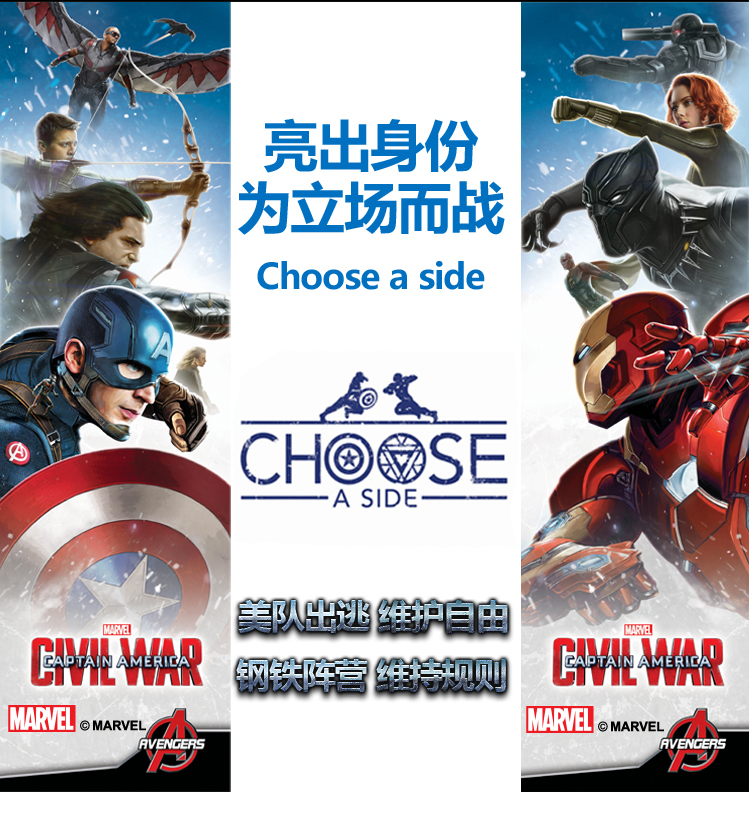 亮出身份
为立场而战
Choose a side
CHOOSE
A SIDE
美队出逃 维护自由
钢铁阵营 维持规则
MARVEL
CIVIL WAR
CAPTAIN AMERICA
MARVEL © MARVEL
AVENGERS
MARVEL
CIVIL WAR
CAPTAIN AMERICA
MARVEL © MARVEL
AVENGERS